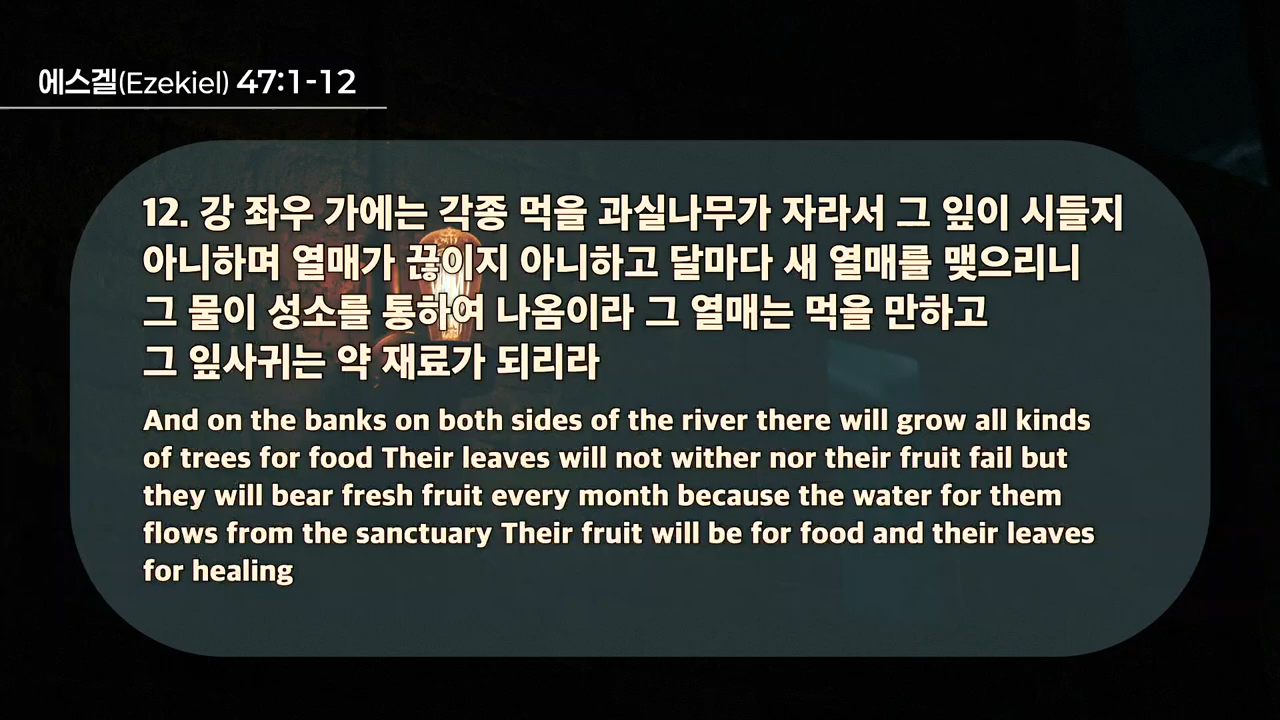 에스겔(Ezekiel) 47:1-12
12. 강 좌우 가에는 각종 먹을 과실나무가 자라서 그 잎이 시들지
아니하며 열매가 끊이지 아니하고 달마다 새 열매를 맺으리니
그 물이 성소를 통하여 나옴이라 그 열매는 먹을 만하고
그 잎사귀는 약 재료가 되리라
And on the banks on both sides of the river there will grow all kinds
of trees for food Their leaves will not wither nor their fruit fail but
they will bear fresh fruit every month because the water for them
flows from the sanctuary Their fruit will be for food and their leaves
for healing